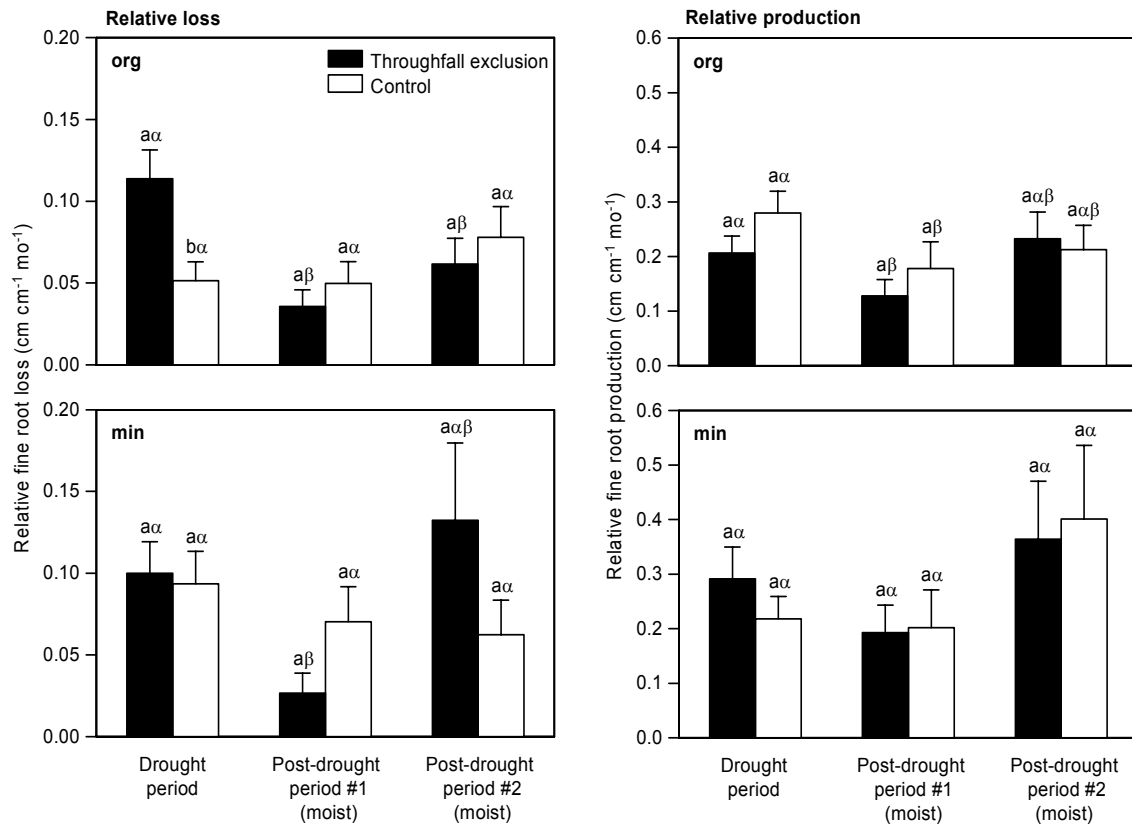 Relative loss
Relative fine root loss (cm cm⁻¹ mo⁻¹)
0.20
0.15
0.10
0.05
0.00
org
Throughfall exclusion
Control
aα
bα
aβ
aα
aβ
aα
0.20
0.15
0.10
0.05
0.00
min
aα
aα
aβ
aα
aαβ
aα
Drought
period
Post-drought
period #1
(moist)
Post-drought
period #2
(moist)
Relative production
Relative fine root production (cm cm⁻¹ mo⁻¹)
0.6
0.5
0.4
0.3
0.2
0.1
0.0
org
aα
aα
aβ
aβ
aαβ
aαβ
0.6
0.5
0.4
0.3
0.2
0.1
0.0
min
aα
aα
aα
aα
aα
aα
Drought
period
Post-drought
period #1
(moist)
Post-drought
period #2
(moist)